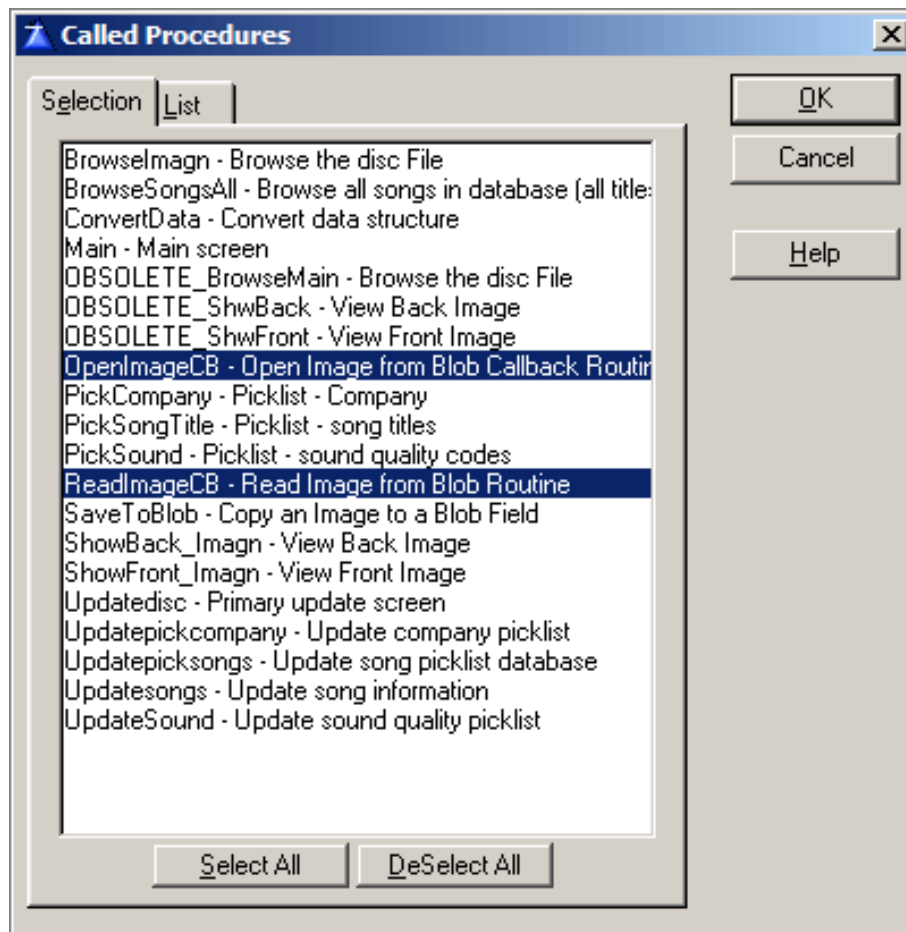 Called Procedures
Selection
List
BrowseImagn - Browse the disc File
BrowseSongsAll - Browse all songs in database (all title
ConvertData - Convert data structure
Main - Main screen
OBSOLETE_BrowseMain - Browse the disc File
OBSOLETE_ShwBack - View Back Image
OBSOLETE_ShwFront - View Front Image
OpenImageCB - Open Image from Blob Callback Routin
PickCompany - Picklist - Company
PickSongTitle - Picklist - song titles
PickSound - Picklist - sound quality codes
ReadImageCB - Read Image from Blob Routine
SaveToBlob - Copy an Image to a Blob Field
ShowBack_Imagn - View Back Image
ShowFront_Imagn - View Front Image
Updatedisc - Primary update screen
Updatepickcompany - Update company picklist
Updatepicksongs - Update song picklist database
Updatesongs - Update song information
UpdateSound - Update sound quality picklist
Select All
DeSelect All
OK
Cancel
Help